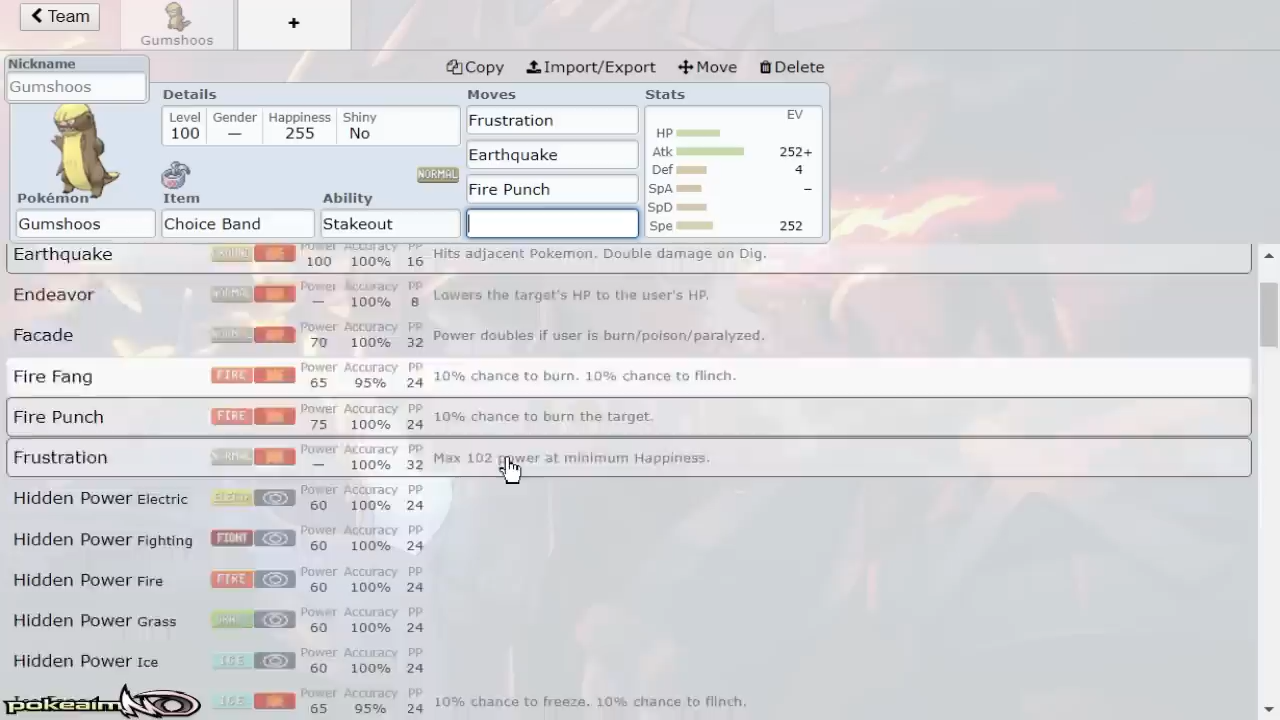 Team
Gumshoos
+
Nickname
Gumshoos
Copy Import/Export Move Delete
Details
Level Gender Happiness Shiny
100 — 255 No
NORMAL
Pokémon Item Ability
Gumshoos Choice Band Stakeout
Moves
Frustration
Earthquake
Fire Punch
Stats
EV
HP
Atk 252+
Def 4
SpA –
SpD
Spe 252
Earthquake Power 100 Accuracy 100% PP 16 Hits adjacent Pokemon. Double damage on Dig.
Endeavor NORMAL Power — Accuracy 100% PP 8 Lowers the target's HP to the user's HP.
Facade NORMAL Power 70 Accuracy 100% PP 32 Power doubles if user is burn/poison/paralyzed.
Fire Fang FIRE Power 65 Accuracy 95% PP 24 10% chance to burn. 10% chance to flinch.
Fire Punch FIRE Power 75 Accuracy 100% PP 24 10% chance to burn the target.
Frustration NORMAL Power — Accuracy 100% PP 32 Max 102 power at minimum Happiness.
Hidden Power Electric Power 60 Accuracy 100% PP 24
Hidden Power Fighting FIGHT Power 60 Accuracy 100% PP 24
Hidden Power Fire FIRE Power 60 Accuracy 100% PP 24
Hidden Power Grass Power 60 Accuracy 100% PP 24
Hidden Power Ice ICE Power 60 Accuracy 100% PP 24
ICE Power 65 Accuracy 95% PP 24 10% chance to freeze. 10% chance to flinch.
pokeaim